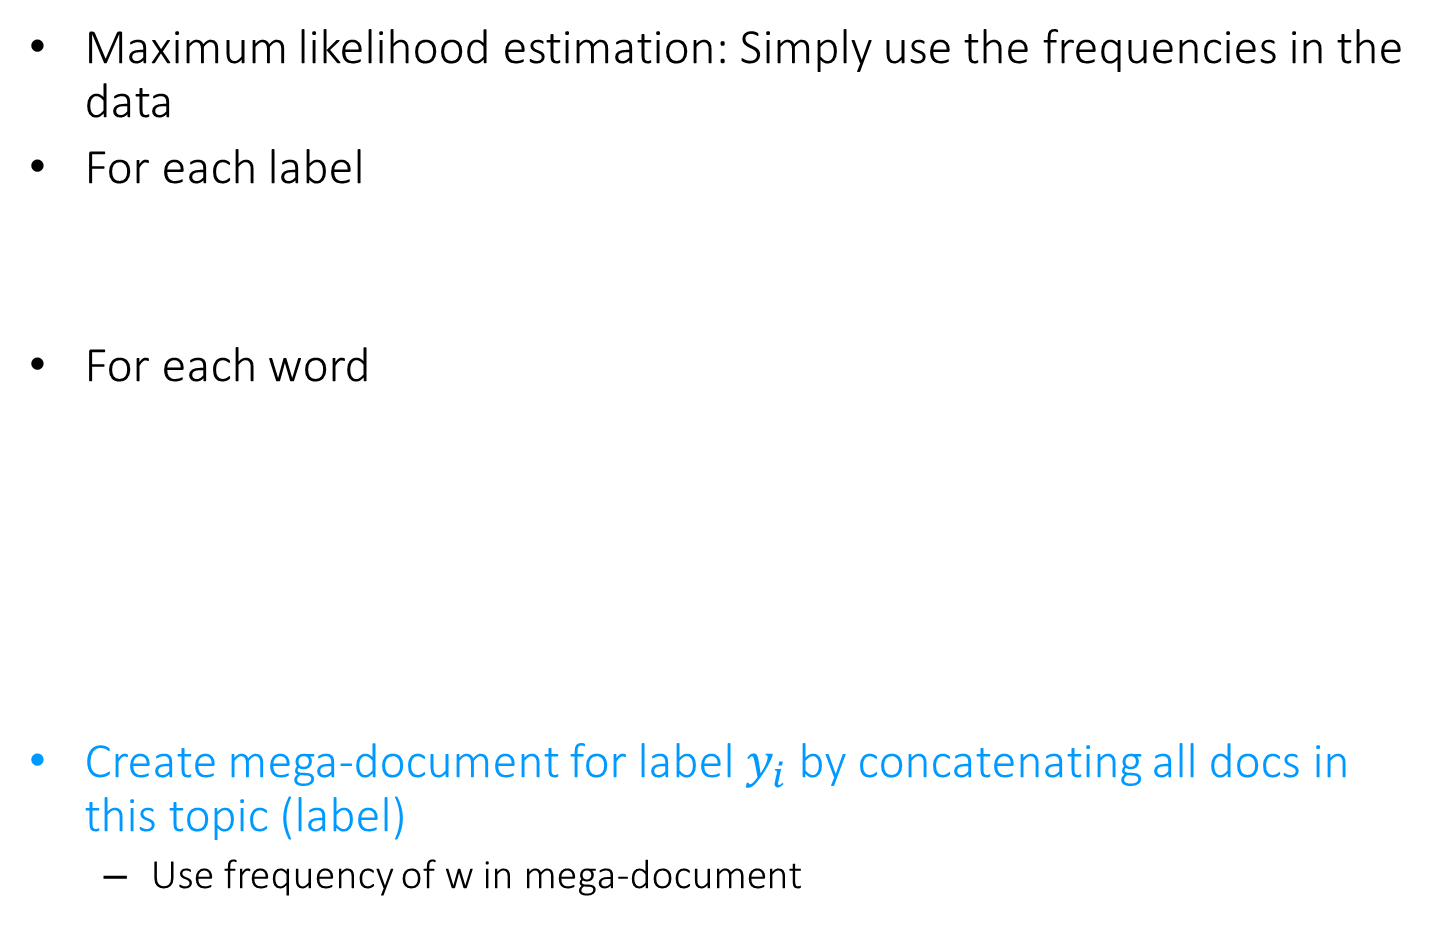 • Maximum likelihood estimation: Simply use the frequencies in the
data
• For each label
• For each word
• Create mega-document for label 𝑦ᵢ by concatenating all docs in
this topic (label)
– Use frequency of w in mega-document